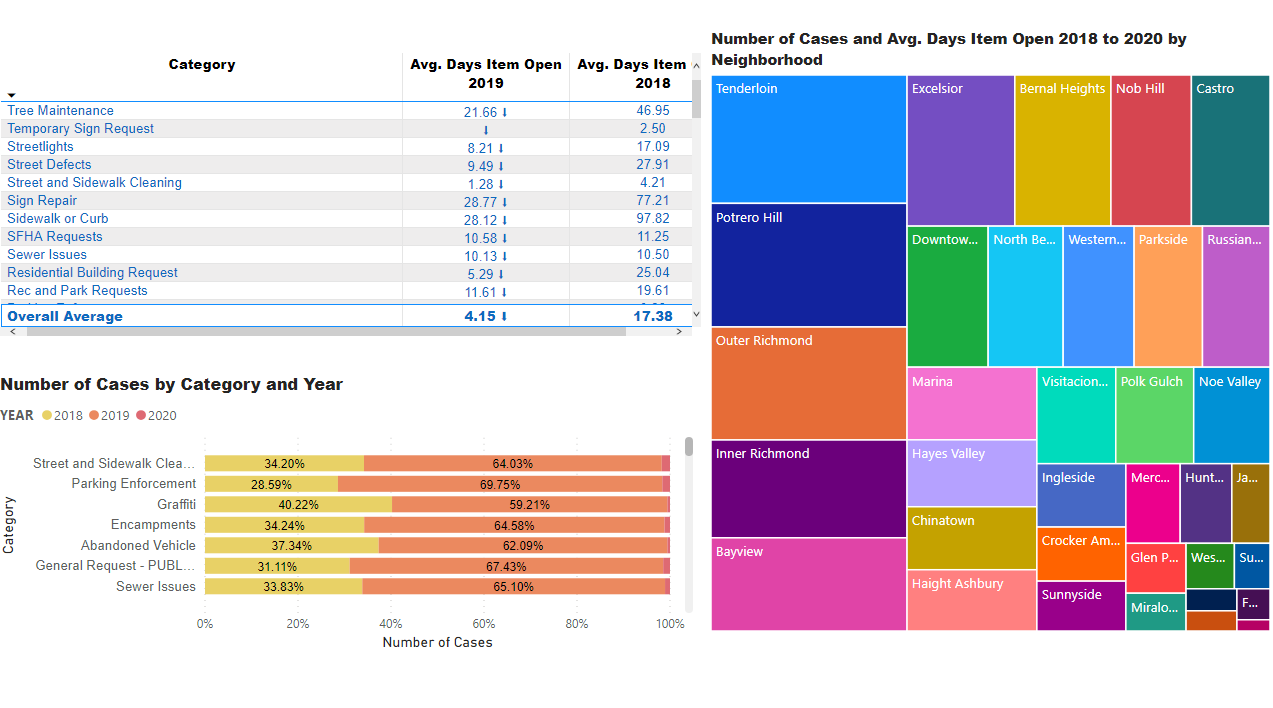 Category
Avg. Days Item Open 2019
Avg. Days Item 2018
Tree Maintenance 21.66 ↓ 46.95
Temporary Sign Request ↓ 2.50
Streetlights 8.21 ↓ 17.09
Street Defects 9.49 ↓ 27.91
Street and Sidewalk Cleaning 1.28 ↓ 4.21
Sign Repair 28.77 ↓ 77.21
Sidewalk or Curb 28.12 ↓ 97.82
SFHA Requests 10.58 ↓ 11.25
Sewer Issues 10.13 ↓ 10.50
Residential Building Request 5.29 ↓ 25.04
Rec and Park Requests 11.61 ↓ 19.61
Overall Average 4.15 ↓ 17.38
Number of Cases by Category and Year
YEAR 2018 2019 2020
Category
Street and Sidewalk Clea... 34.20% 64.03%
Parking Enforcement 28.59% 69.75%
Graffiti 40.22% 59.21%
Encampments 34.24% 64.58%
Abandoned Vehicle 37.34% 62.09%
General Request - PUBL... 31.11% 67.43%
Sewer Issues 33.83% 65.10%
0% 20% 40% 60% 80% 100%
Number of Cases
Number of Cases and Avg. Days Item Open 2018 to 2020 by
Neighborhood
Tenderloin
Potrero Hill
Outer Richmond
Inner Richmond
Bayview
Excelsior
Bernal Heights
Nob Hill
Castro
Downtow...
North Be...
Western...
Parkside
Russian...
Marina
Hayes Valley
Chinatown
Haight Ashbury
Visitacion...
Polk Gulch
Noe Valley
Ingleside
Crocker Am...
Sunnyside
Merc...
Hunt...
Ja...
Glen P...
Wes...
Su...
Miralo...
F...